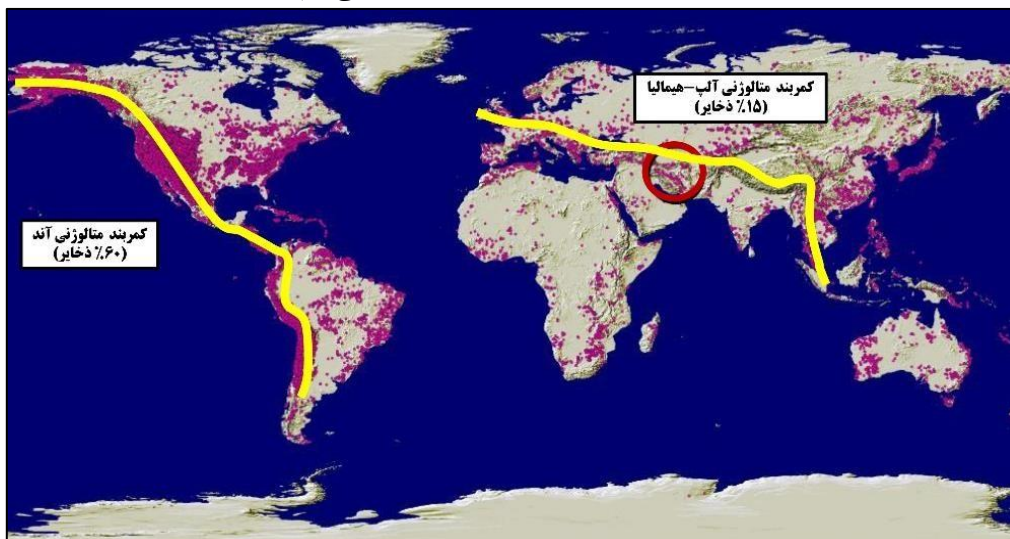 کمربند متالوژنی آلپ-هیمالیا
(۱۵٪ ذخایر)
کمربند متالوژنی آند
(۶۰٪ ذخایر)